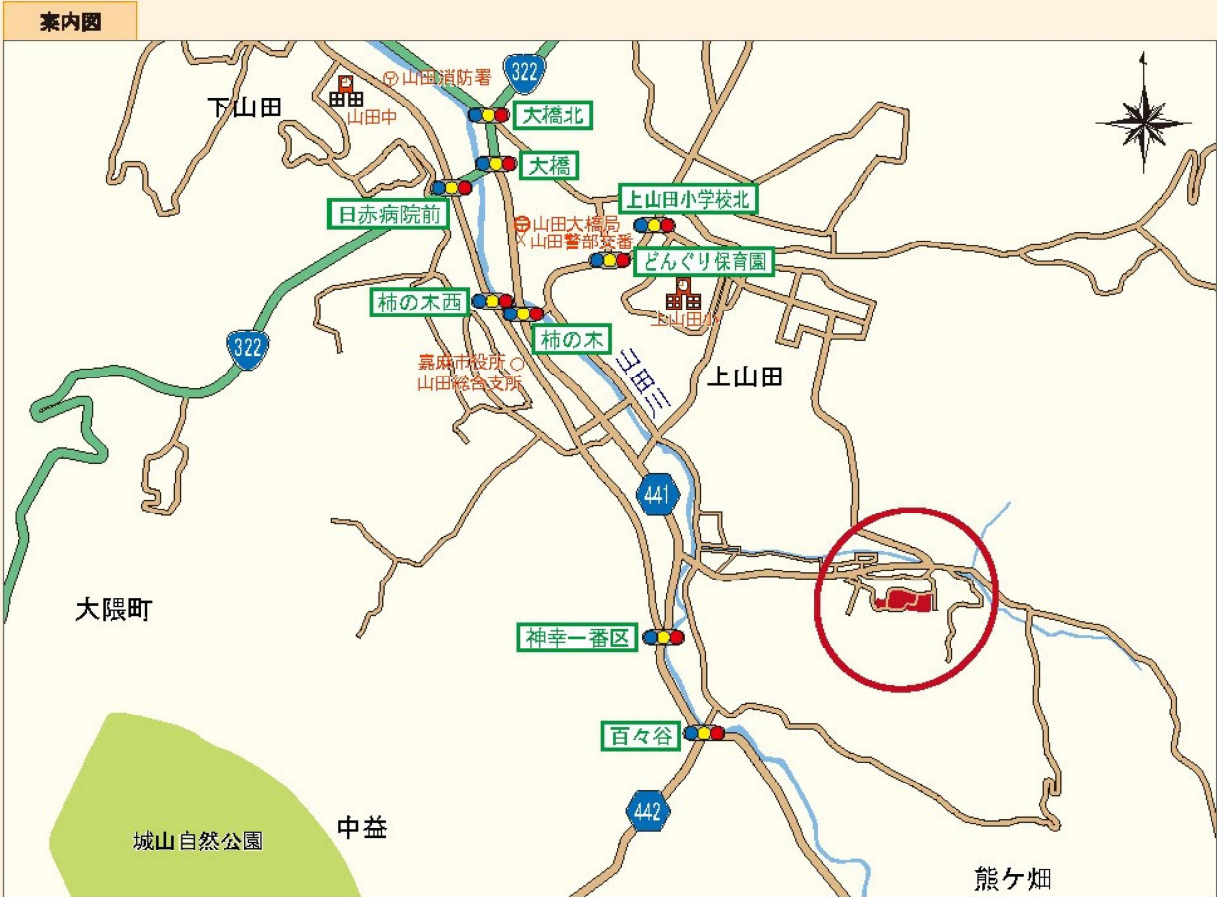 案内図
山田消防署
322
下山田
山田中
大橋北
大橋
日赤病院前
上山田小学校北
山田大橋局
山田警部交番
どんぐり保育園
柿の木西
上山田小
柿の木
322
嘉麻市役所
山田総合支所
山田川
上山田
441
大隈町
神幸一番区
百々谷
442
城山自然公園
中益
熊ケ畑